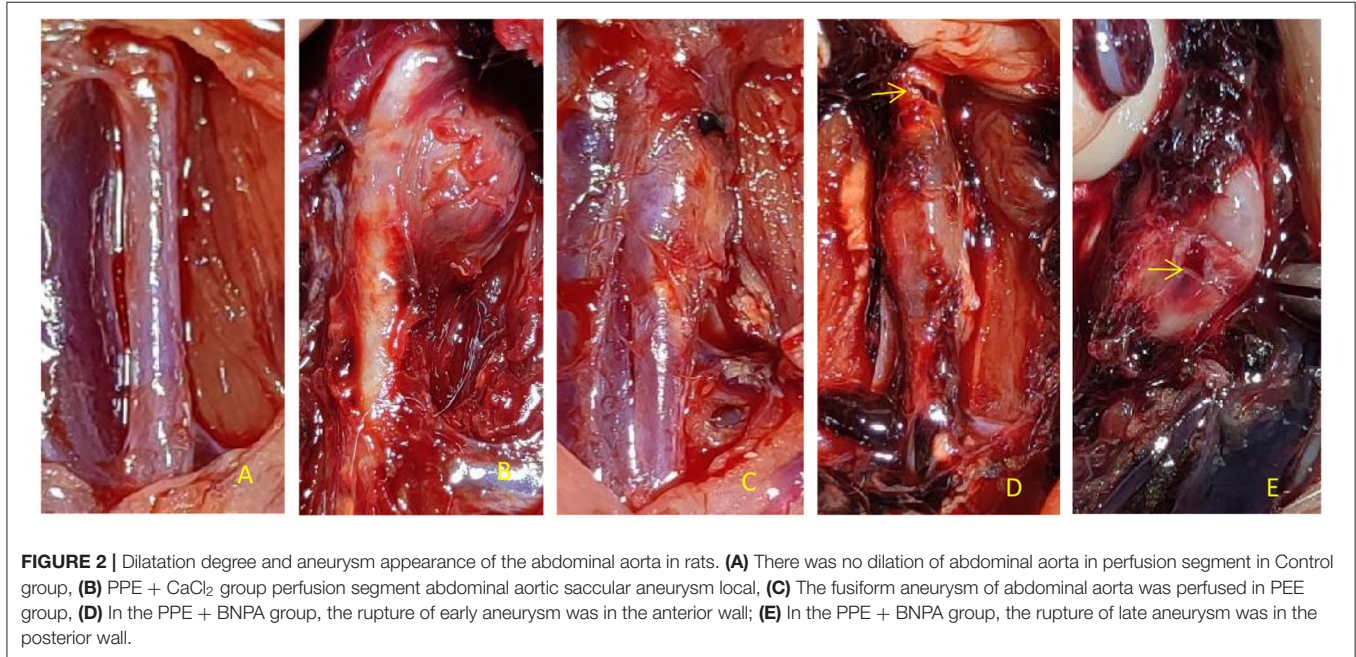 A
B
C
D
E
FIGURE 2 | Dilatation degree and aneurysm appearance of the abdominal aorta in rats. (A) There was no dilation of abdominal aorta in perfusion segment in Control
group, (B) PPE + CaCl₂ group perfusion segment abdominal aortic saccular aneurysm local, (C) The fusiform aneurysm of abdominal aorta was perfused in PEE
group, (D) In the PPE + BNPA group, the rupture of early aneurysm was in the anterior wall; (E) In the PPE + BNPA group, the rupture of late aneurysm was in the
posterior wall.